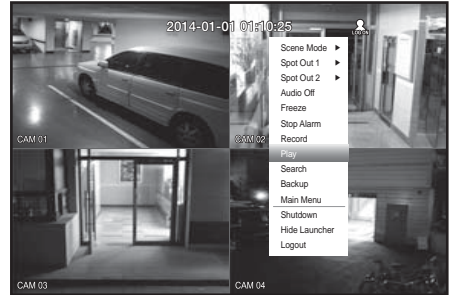 2014-01-01 01:10:25
LOG ON
Scene Mode ▶
Spot Out 1 ▶
Spot Out 2 ▶
Audio Off
Freeze
Stop Alarm
Record
Play
Search
Backup
Main Menu
Shutdown
Hide Launcher
Logout
CAM 01
CAM 02
CAM 03
CAM 04